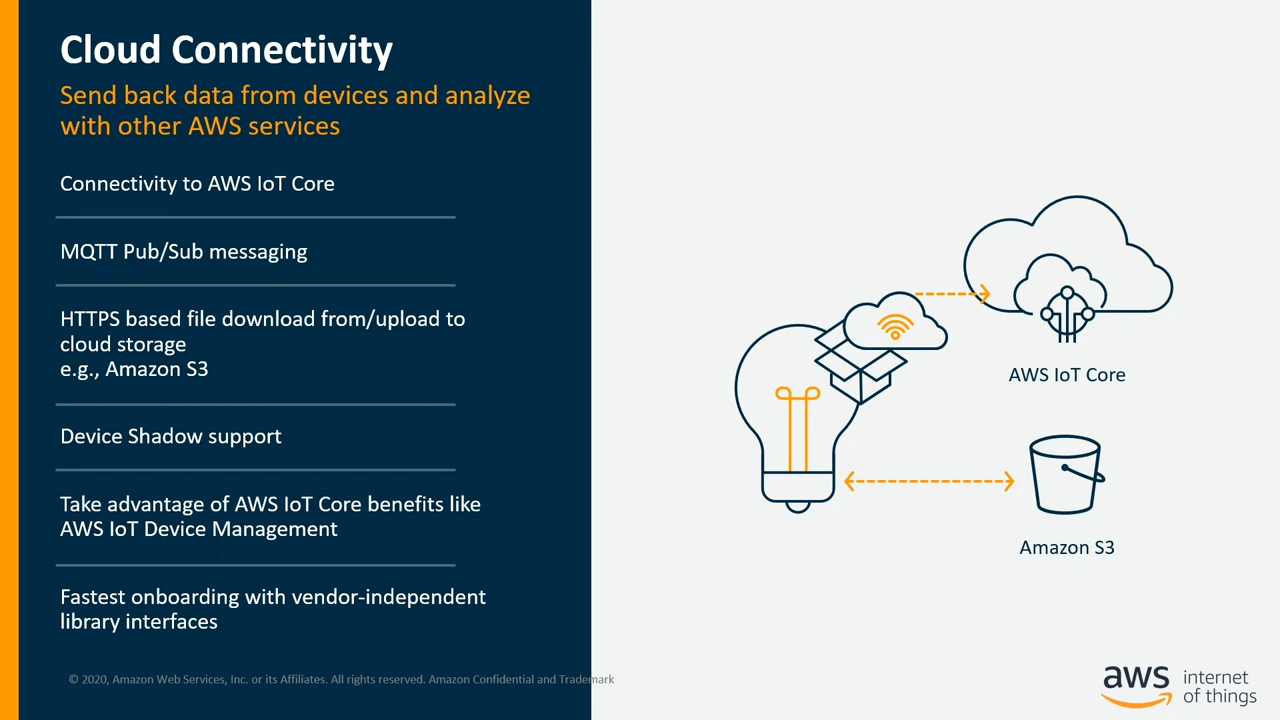 Cloud Connectivity
Send back data from devices and analyze
with other AWS services
Connectivity to AWS IoT Core
MQTT Pub/Sub messaging
HTTPS based file download from/upload to
cloud storage
e.g., Amazon S3
Device Shadow support
Take advantage of AWS IoT Core benefits like
AWS IoT Device Management
Fastest onboarding with vendor-independent
library interfaces
AWS IoT Core
Amazon S3
© 2020, Amazon Web Services, Inc. or its Affiliates. All rights reserved. Amazon Confidential and Trademark
aws internet
of things